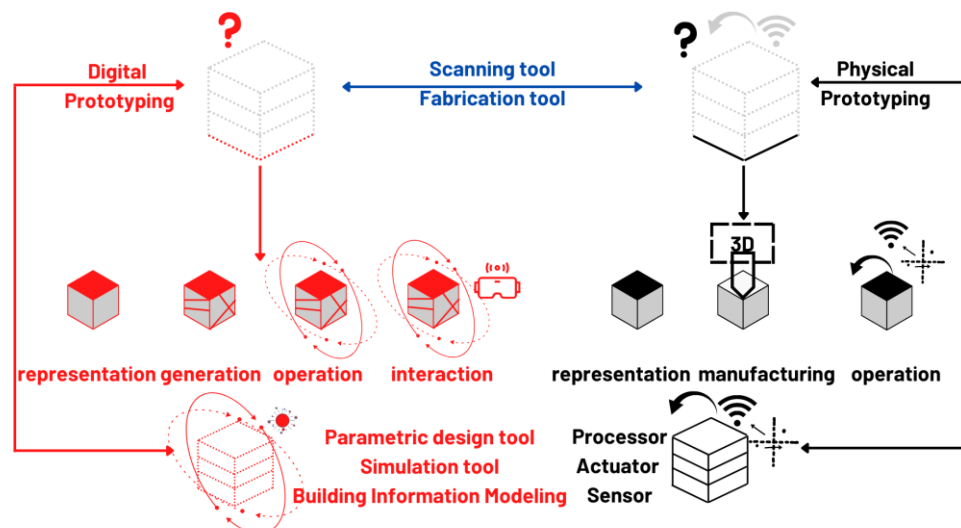 ?
?
Digital
Prototyping
Scanning tool
Fabrication tool
Physical
Prototyping
3D
representation
generation
operation
interaction
representation
manufacturing
operation
Parametric design tool
Simulation tool
Building Information Modeling
Processor
Actuator
Sensor